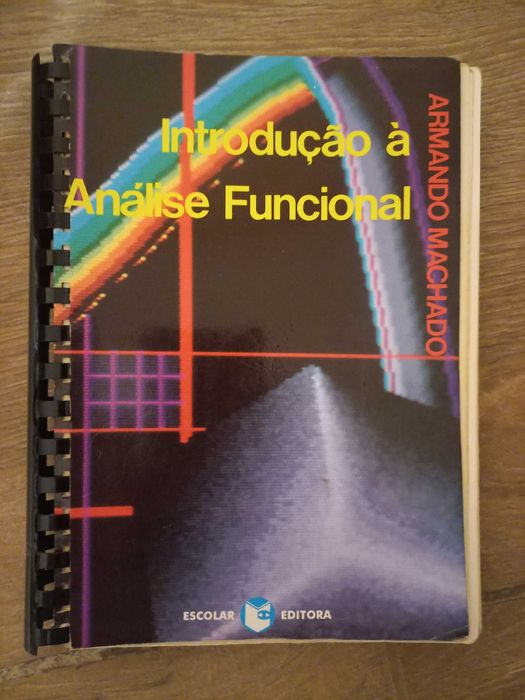 Introdução à
Análise Funcional
ARMANDO MACHADO
ESCOLAR EDITORA